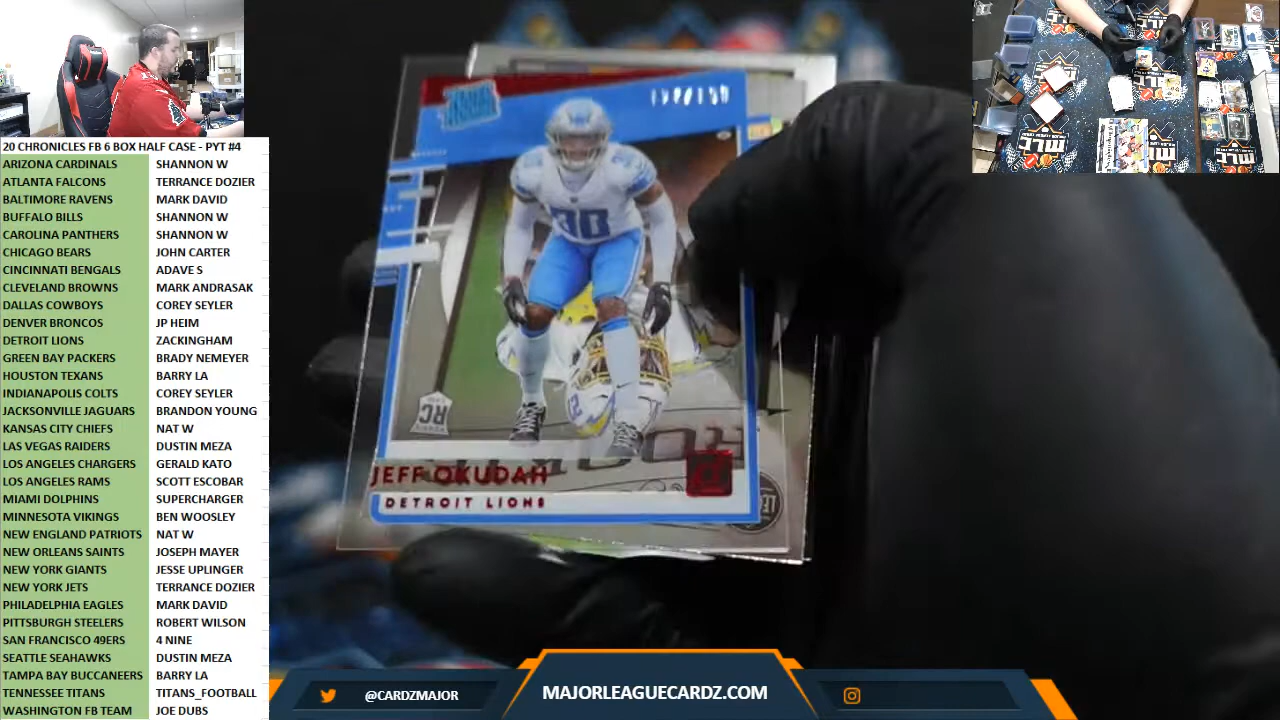 20 CHRONICLES FB 6 BOX HALF CASE - PYT #4
ARIZONA CARDINALS SHANNON W
ATLANTA FALCONS TERRANCE DOZIER
BALTIMORE RAVENS MARK DAVID
BUFFALO BILLS SHANNON W
CAROLINA PANTHERS SHANNON W
CHICAGO BEARS JOHN CARTER
CINCINNATI BENGALS ADAVE S
CLEVELAND BROWNS MARK ANDRASAK
DALLAS COWBOYS COREY SEYLER
DENVER BRONCOS JP HEIM
DETROIT LIONS ZACKINGHAM
GREEN BAY PACKERS BRADY NEMEYER
HOUSTON TEXANS BARRY LA
INDIANAPOLIS COLTS COREY SEYLER
JACKSONVILLE JAGUARS BRANDON YOUNG
KANSAS CITY CHIEFS NAT W
LAS VEGAS RAIDERS DUSTIN MEZA
LOS ANGELES CHARGERS GERALD KATO
LOS ANGELES RAMS SCOTT ESCOBAR
MIAMI DOLPHINS SUPERCHARGER
MINNESOTA VIKINGS BEN WOOSLEY
NEW ENGLAND PATRIOTS NAT W
NEW ORLEANS SAINTS JOSEPH MAYER
NEW YORK GIANTS JESSE UPLINGER
NEW YORK JETS TERRANCE DOZIER
PHILADELPHIA EAGLES MARK DAVID
PITTSBURGH STEELERS ROBERT WILSON
SAN FRANCISCO 49ERS 4 NINE
SEATTLE SEAHAWKS DUSTIN MEZA
TAMPA BAY BUCCANEERS BARRY LA
TENNESSEE TITANS TITANS_FOOTBALL
WASHINGTON FB TEAM JOE DUBS
30
RC
JEFF OKUDAH
DETROIT LIONS
@CARDZMAJOR
MAJORLEAGUECARDZ.COM